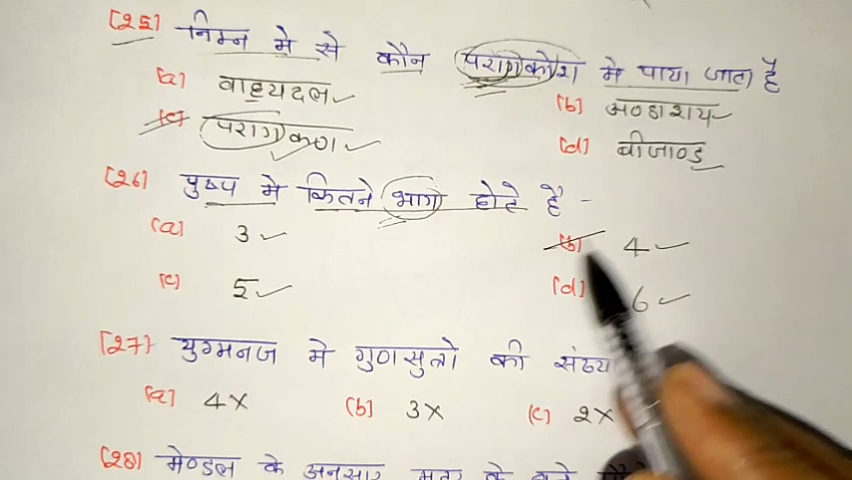 [25] निम्न में से कौन परागकोश में पाया जाता है
(a) वाह्यदल (b) अण्डाशय
(c) परागकण (d) बीजाण्ड
[26] पुष्प में कितने भाग होते है -
(a) 3 (b) 4
(c) 5 (d) 6
[27] युग्मनज में गुणसुतो की संख्या
(a) 4x (b) 3x (c) 2x
[28] मेण्डल के अनुसार मटर के